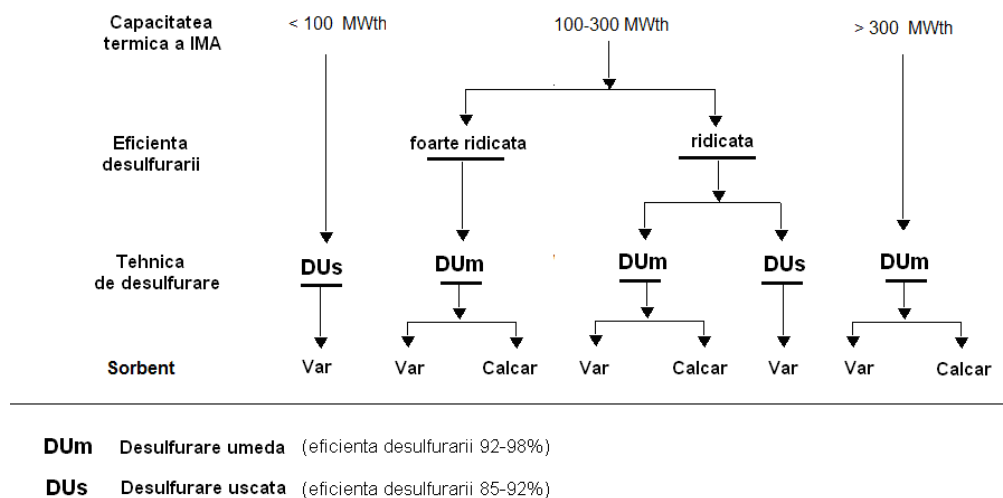 Capacitatea
termica a IMA
< 100 MWth
100-300 MWth
> 300 MWth
Eficienta
desulfurarii
foarte ridicata
ridicata
Tehnica
de desulfurare
DUs
DUm
DUm
DUs
DUm
Sorbent
Var
Var
Calcar
Var
Calcar
Var
Var
Calcar
DUm Desulfurare umeda (eficienta desulfurarii 92-98%)
DUs Desulfurare uscata (eficienta desulfurarii 85-92%)